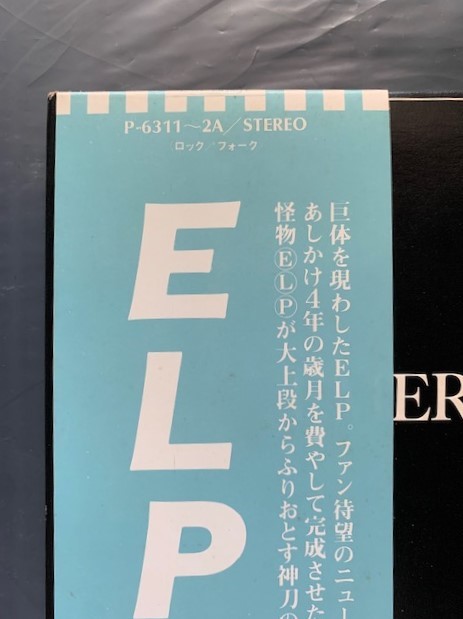 P-6311～2A／STEREO
ロック フォーク
ELP
巨体を現わしたELP。ファン待望のニュー
あしかけ4年の歳月を費やして完成させた
怪物ⒺⓁⓅが大上段からふりおとす神刀の
ER